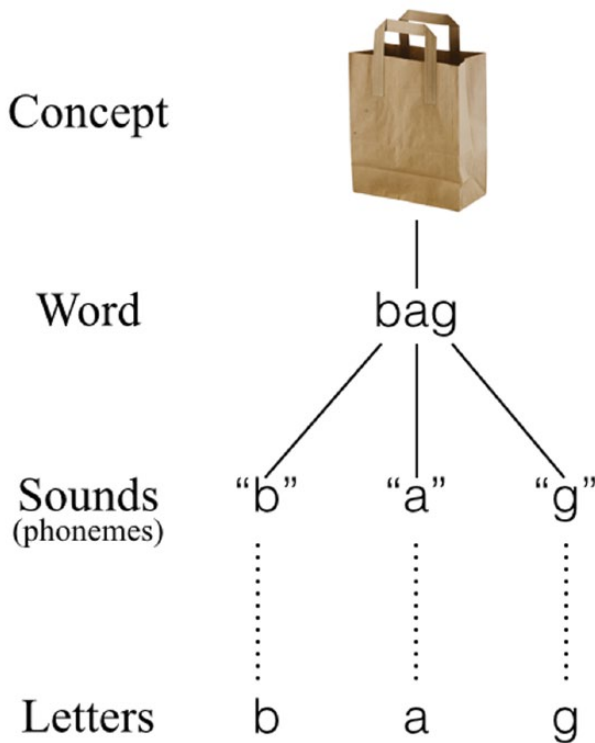 Concept
Word bag
Sounds “b” “a” “g”
(phonemes)
Letters b a g